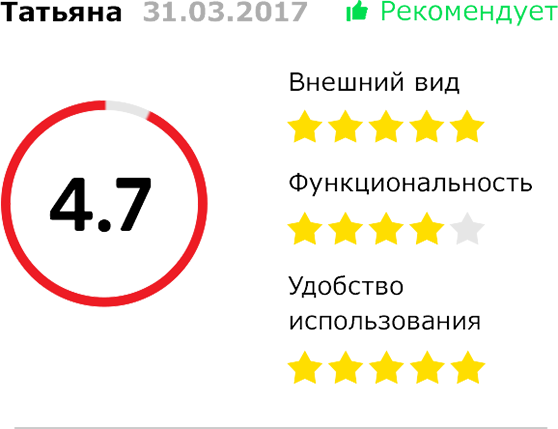 Татьяна 31.03.2017 Рекомендует
Внешний вид
4.7
Функциональность
Удобство
использования